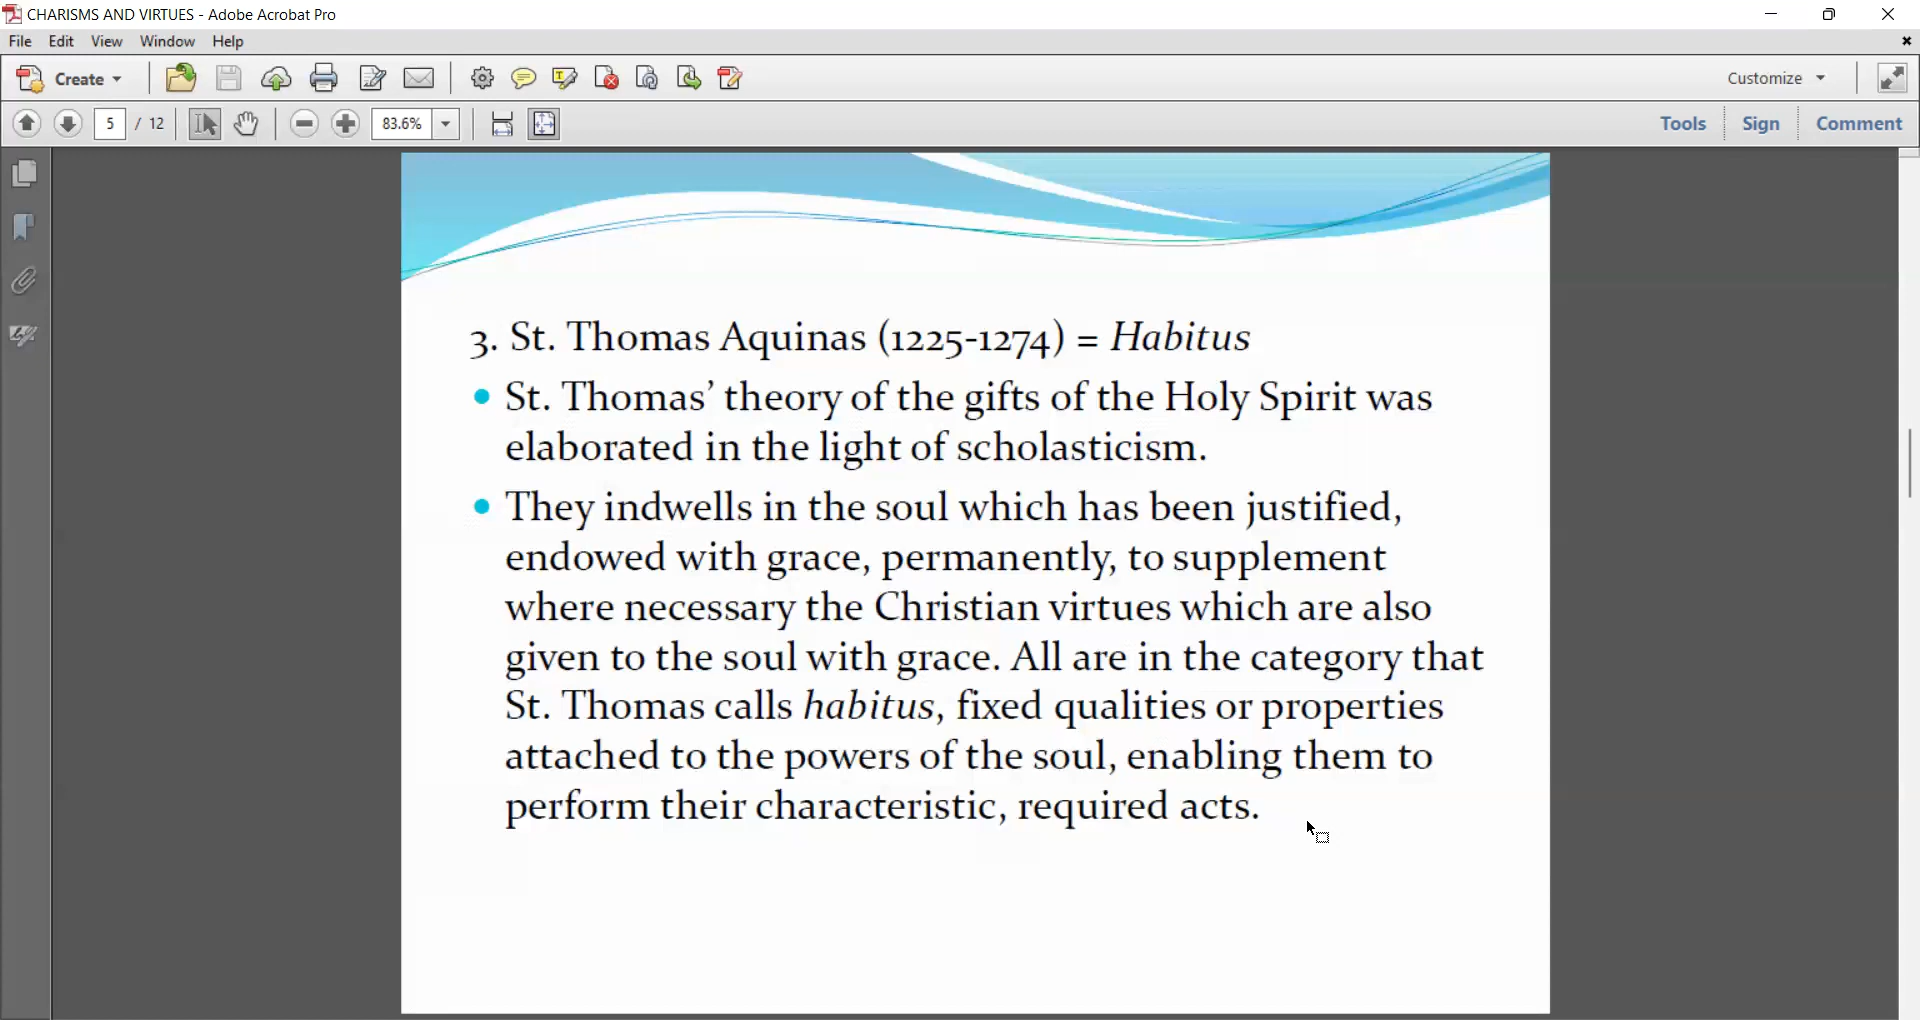 CHARISMS AND VIRTUES - Adobe Acrobat Pro
File Edit View Window Help
Create Customize
5 / 12 83.6% Tools Sign Comment
3. St. Thomas Aquinas (1225-1274) = Habitus
• St. Thomas’ theory of the gifts of the Holy Spirit was
elaborated in the light of scholasticism.
• They indwells in the soul which has been justified,
endowed with grace, permanently, to supplement
where necessary the Christian virtues which are also
given to the soul with grace. All are in the category that
St. Thomas calls habitus, fixed qualities or properties
attached to the powers of the soul, enabling them to
perform their characteristic, required acts.